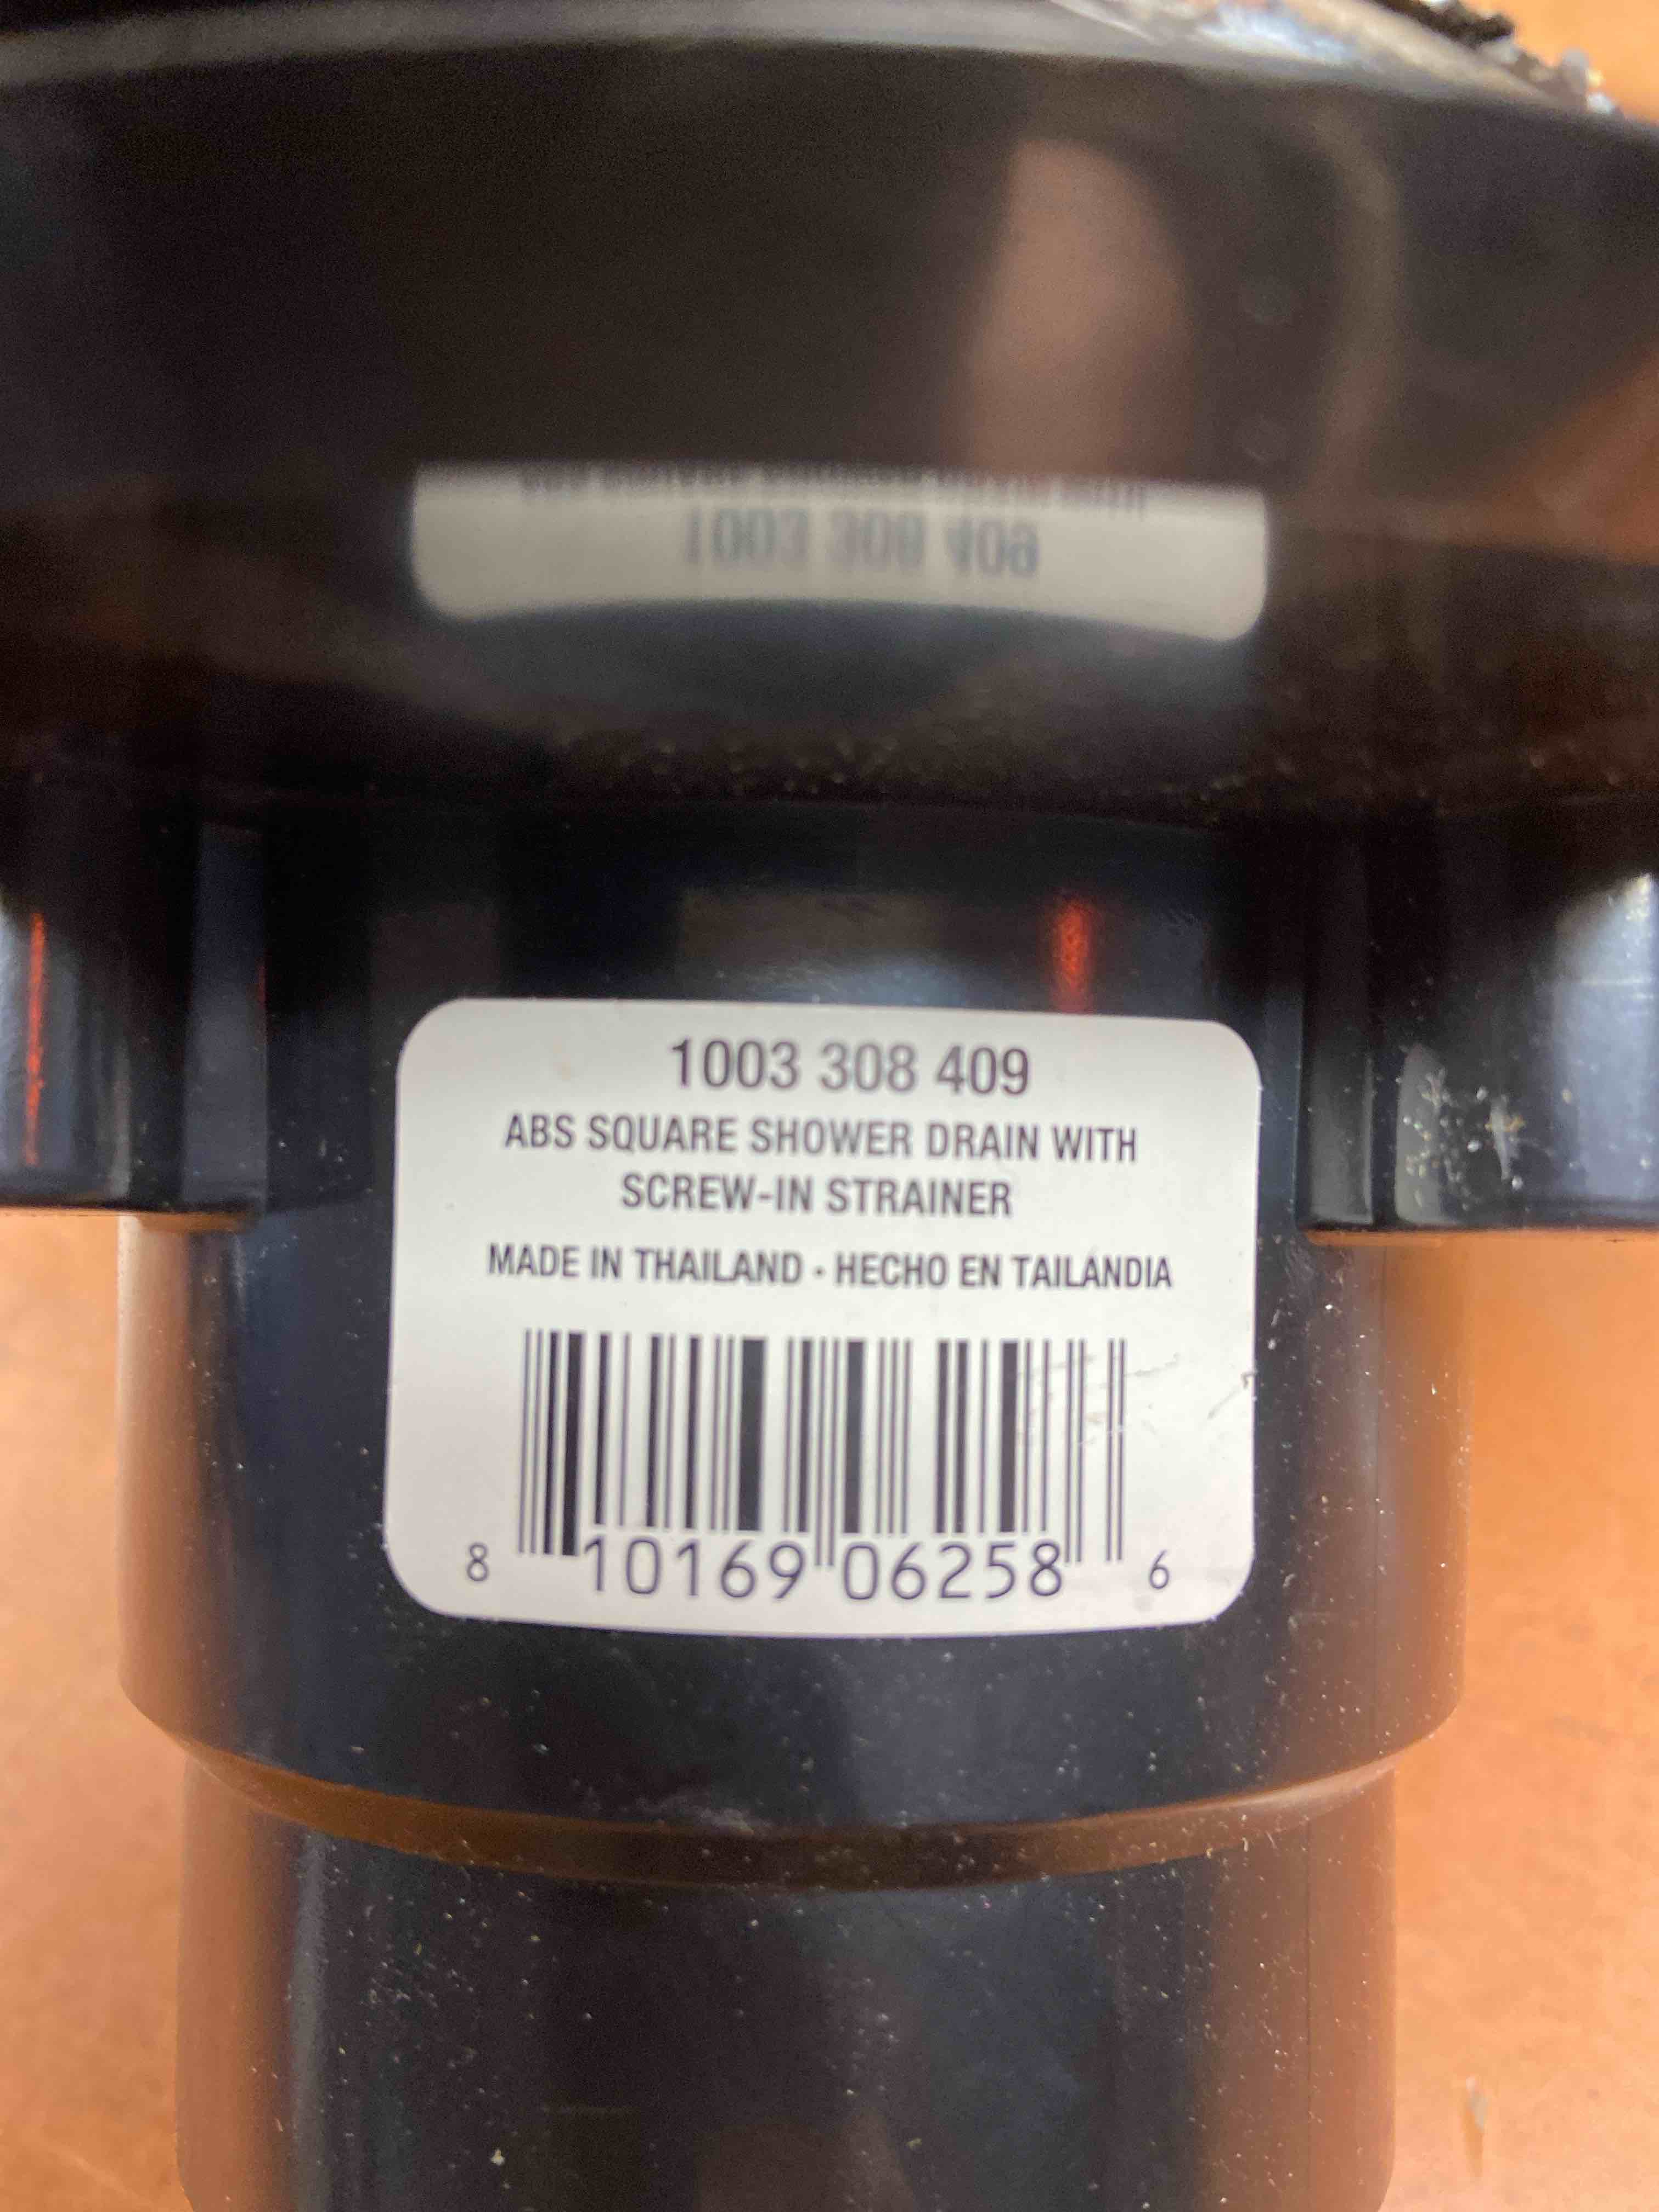 1003 308 409
1003 308 409
ABS SQUARE SHOWER DRAIN WITH
SCREW-IN STRAINER
MADE IN THAILAND · HECHO EN TAILANDIA
8 10169 06258 6